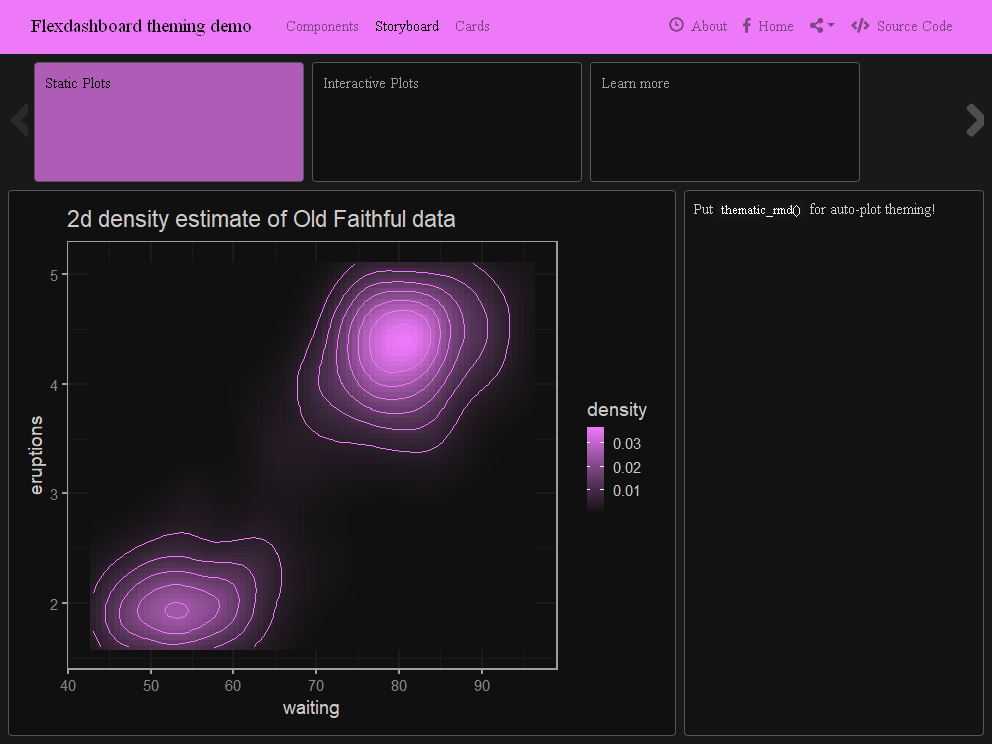 Flexdashboard theming demo Components Storyboard Cards About Home Source Code
Static Plots Interactive Plots Learn more
2d density estimate of Old Faithful data
Put thematic_rmd() for auto-plot theming!
5
4
3
2
eruptions
40 50 60 70 80 90
waiting
density
0.03
0.02
0.01